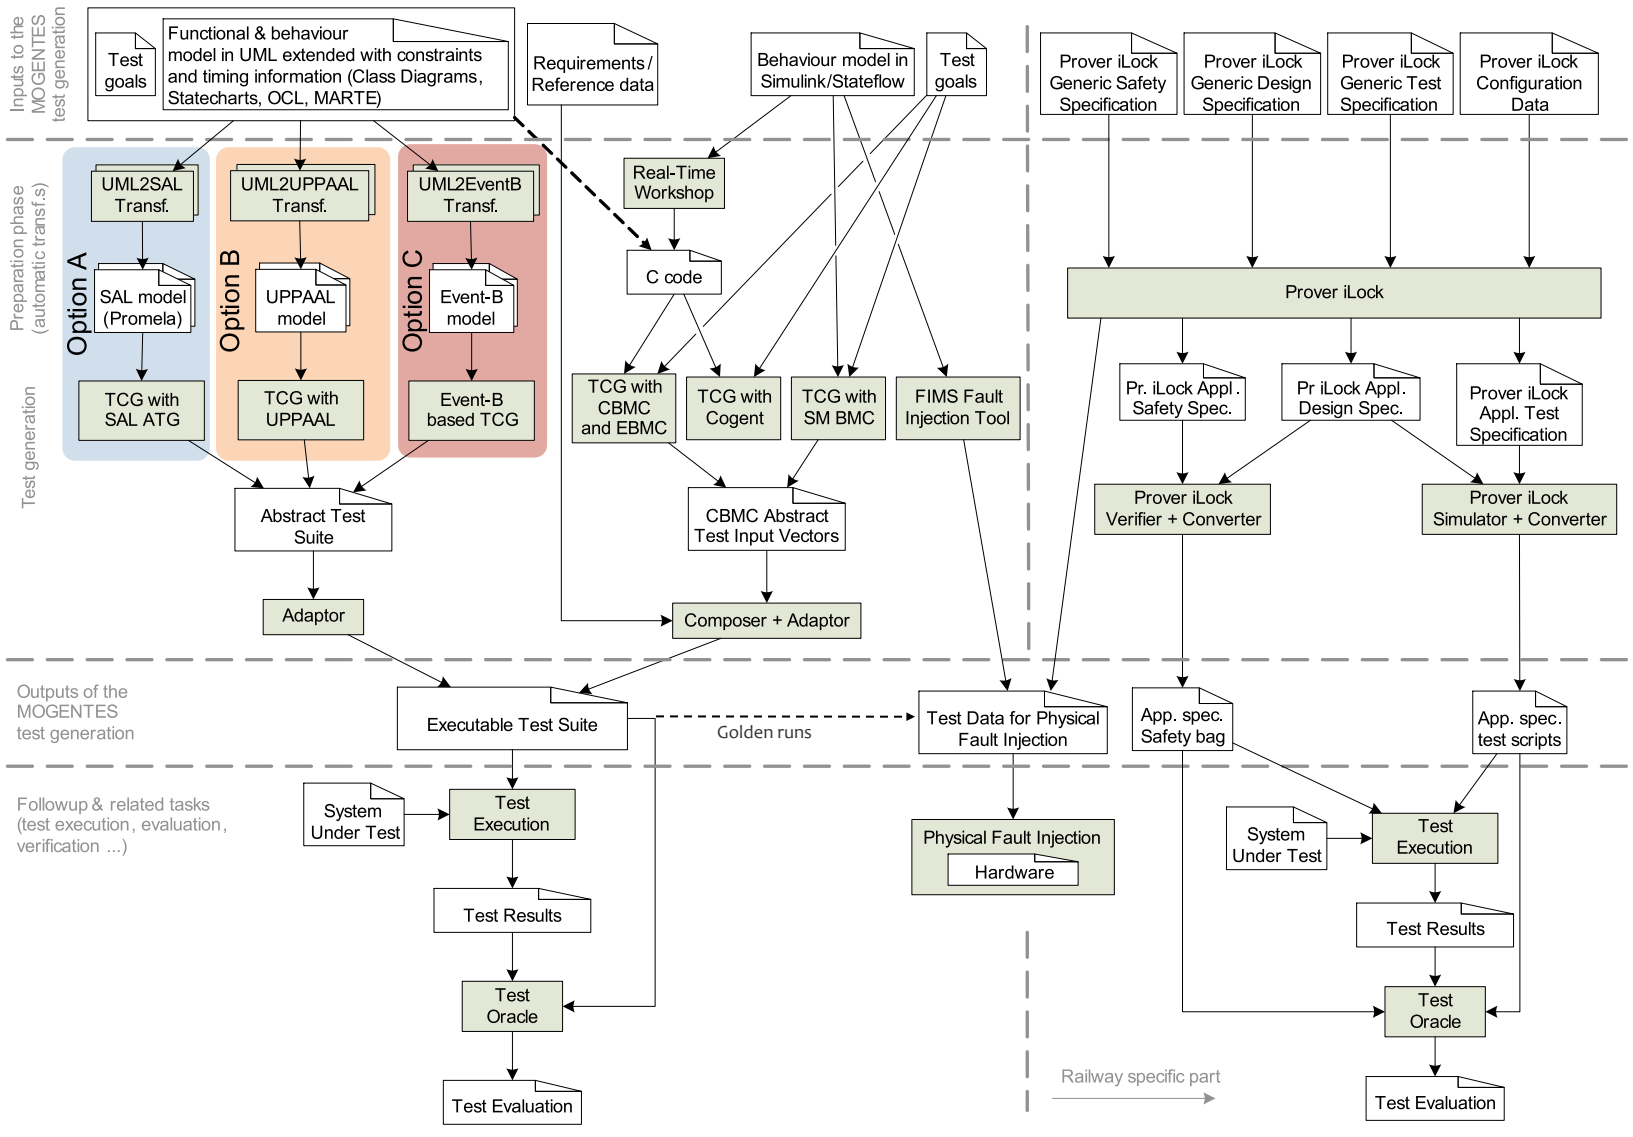 Inputs to the
MOGENTES
test generation
Test
goals
Functional & behaviour
model in UML extended with constraints
and timing information (Class Diagrams,
Statecharts, OCL, MARTE)
Requirements/
Reference data
Behaviour model in
Simulink/Stateflow
Test
goals
Prover iLock
Generic Safety
Specification
Prover iLock
Generic Design
Specification
Prover iLock
Generic Test
Specification
Prover iLock
Configuration
Data
Preparation phase
(automatic transf.s)
Option A
UML2SAL
Transf.
SAL model
(Promela)
TCG with
SAL ATG
Option B
UML2UPPAAL
Transf.
UPPAAL
model
TCG with
UPPAAL
Option C
UML2EventB
Transf.
Event-B
model
Event-B
based TCG
Real-Time
Workshop
C code
Prover iLock
Test generation
TCG with
CBMC
and EBMC
TCG with
Cogent
TCG with
SM BMC
FIMS Fault
Injection Tool
Pr. iLock Appl.
Safety Spec.
Pr iLock Appl.
Design Spec.
Prover iLock
Appl. Test
Specification
Abstract Test
Suite
CBMC Abstract
Test Input Vectors
Prover iLock
Verifier + Converter
Prover iLock
Simulator + Converter
Adaptor
Composer + Adaptor
Outputs of the
MOGENTES
test generation
Executable Test Suite
Golden runs
Test Data for Physical
Fault Injection
App. spec.
Safety bag
App. spec.
test scripts
Followup & related tasks
(test execution, evaluation,
verification ...)
System
Under Test
Test
Execution
Physical Fault Injection
Hardware
System
Under Test
Test
Execution
Test Results
Test Results
Test
Oracle
Test
Oracle
Test Evaluation
Railway specific part
Test Evaluation